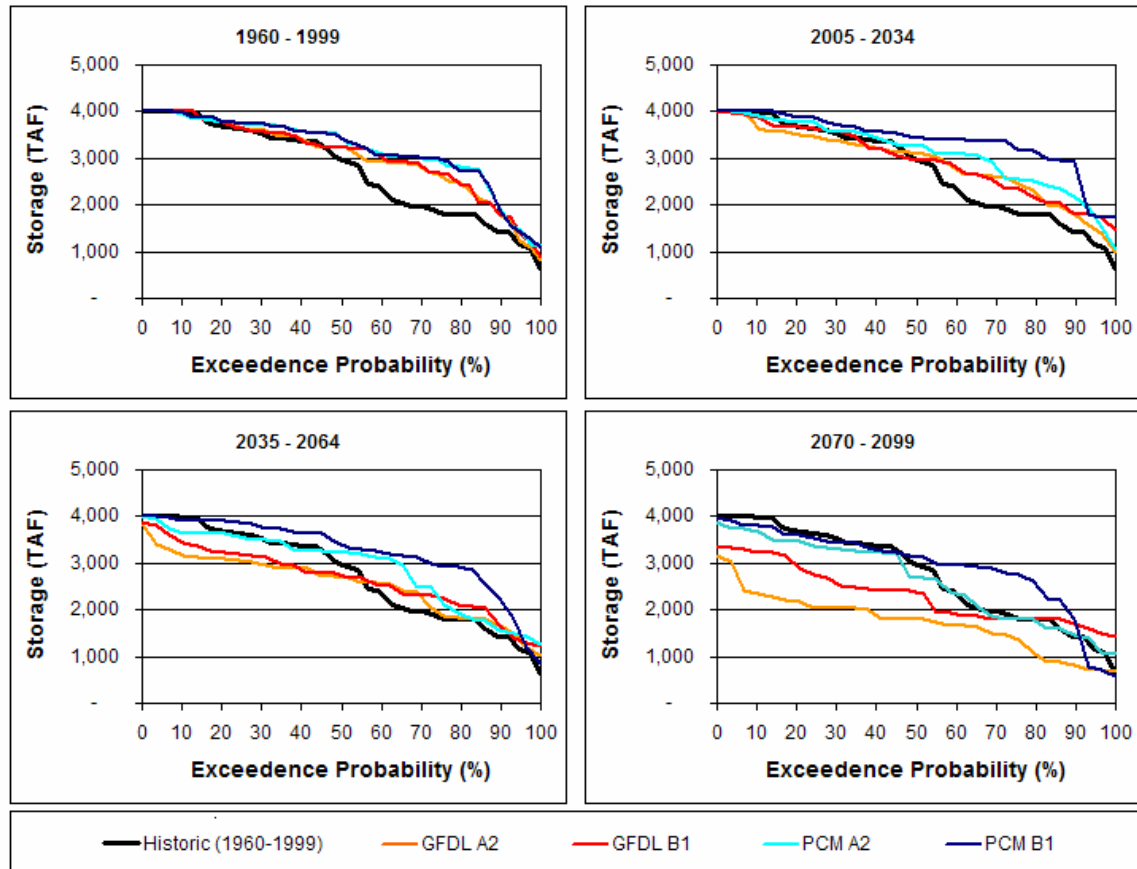 1960 - 1999
5,000
4,000
3,000
2,000
1,000
-
Storage (TAF)
0 10 20 30 40 50 60 70 80 90 100
Exceedence Probability (%)
2005 - 2034
5,000
4,000
3,000
2,000
1,000
-
Storage (TAF)
0 10 20 30 40 50 60 70 80 90 100
Exceedence Probability (%)
2035 - 2064
5,000
4,000
3,000
2,000
1,000
-
Storage (TAF)
0 10 20 30 40 50 60 70 80 90 100
Exceedence Probability (%)
2070 - 2099
5,000
4,000
3,000
2,000
1,000
-
Storage (TAF)
0 10 20 30 40 50 60 70 80 90 100
Exceedence Probability (%)
Historic (1960-1999) GFDL A2 GFDL B1 PCM A2 PCM B1